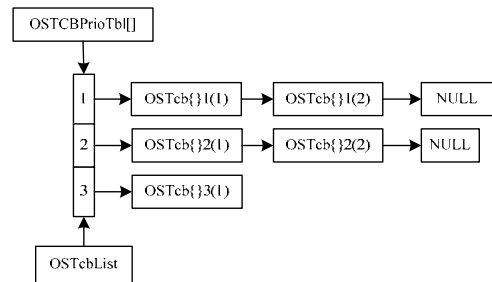 OSTCBPrioTbl[]
1 OSTcb{}1(1) OSTcb{}1(2) NULL
2 OSTcb{}2(1) OSTcb{}2(2) NULL
3 OSTcb{}3(1)
OSTcbList